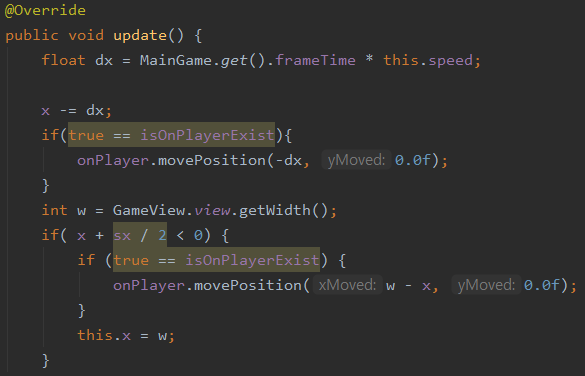 @Override
public void update() {
float dx = MainGame.get().frameTime * this.speed;
x -= dx;
if(true == isOnPlayerExist){
onPlayer.movePosition(-dx, yMoved: 0.0f);
}
int w = GameView.view.getWidth();
if( x + sx / 2 < 0) {
if (true == isOnPlayerExist) {
onPlayer.movePosition( xMoved: w - x, yMoved: 0.0f);
}
this.x = w;
}